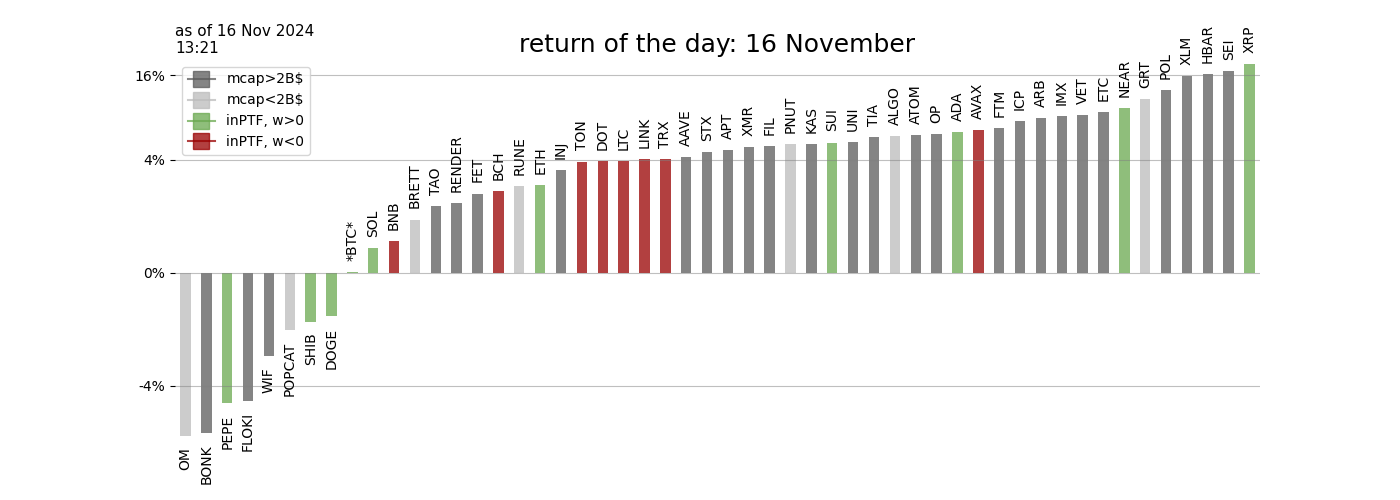 as of 16 Nov 2024
13:21
return of the day: 16 November
mcap>2B$
mcap<2B$
inPTF, w>0
inPTF, w<0
16%
4%
0%
-4%
OM
BONK
PEPE
FLOKI
WIF
POPCAT
SHIB
DOGE
*BTC*
SOL
BNB
BRETT
TAO
RENDER
FET
BCH
RUNE
ETH
INJ
TON
DOT
LTC
LINK
TRX
AAVE
STX
APT
XMR
FIL
PNUT
KAS
SUI
UNI
TIA
ALGO
ATOM
OP
ADA
AVAX
FTM
ICP
ARB
IMX
VET
ETC
NEAR
GRT
POL
XLM
HBAR
SEI
XRP